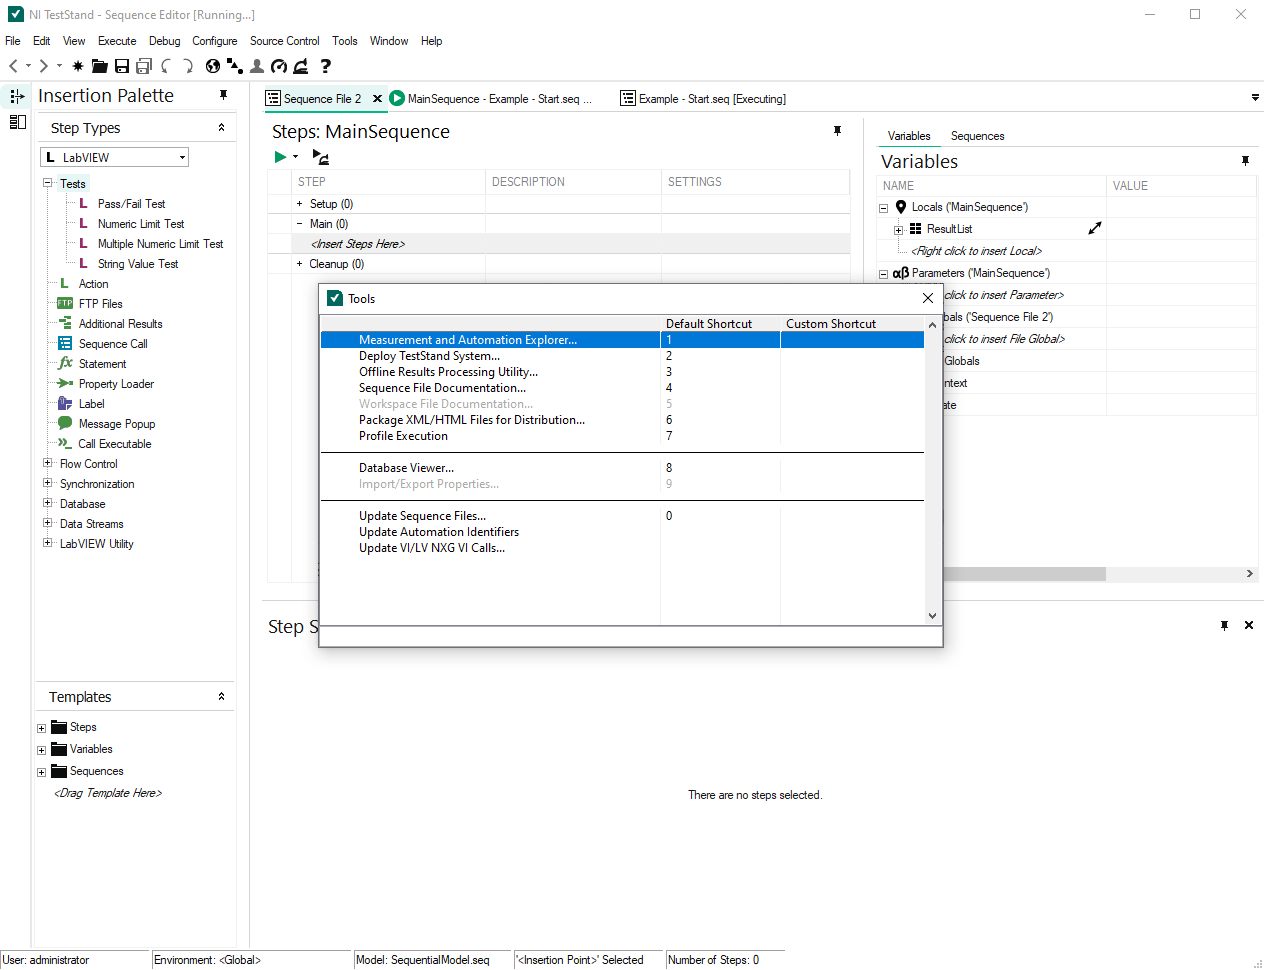 NI TestStand - Sequence Editor [Running...]
File Edit View Execute Debug Configure Source Control Tools Window Help
Insertion Palette
Step Types
L LabVIEW
Tests
L Pass/Fail Test
L Numeric Limit Test
L Multiple Numeric Limit Test
L String Value Test
L Action
FTP FTP Files
Additional Results
Sequence Call
fx Statement
Property Loader
Label
Message Popup
Call Executable
Flow Control
Synchronization
Database
Data Streams
LabVIEW Utility
Templates
Steps
Variables
Sequences
<Drag Template Here>
Sequence File 2
MainSequence - Example - Start.seq ...
Example - Start.seq [Executing]
Steps: MainSequence
STEP DESCRIPTION SETTINGS
+ Setup (0)
− Main (0)
<Insert Steps Here>
+ Cleanup (0)
Variables Sequences
Variables
NAME VALUE
Locals ('MainSequence')
ResultList
<Right click to insert Local>
αβ Parameters ('MainSequence')
click to insert Parameter>
bals ('Sequence File 2')
click to insert File Global>
Globals
ntext
ate
Tools
Default Shortcut Custom Shortcut
Measurement and Automation Explorer... 1
Deploy TestStand System... 2
Offline Results Processing Utility... 3
Sequence File Documentation... 4
Workspace File Documentation... 5
Package XML/HTML Files for Distribution... 6
Profile Execution 7
Database Viewer... 8
Import/Export Properties... 9
Update Sequence Files... 0
Update Automation Identifiers
Update VI/LV NXG VI Calls...
Step S
There are no steps selected.
User: administrator
Environment: <Global>
Model: SequentialModel.seq
'<Insertion Point>' Selected
Number of Steps: 0